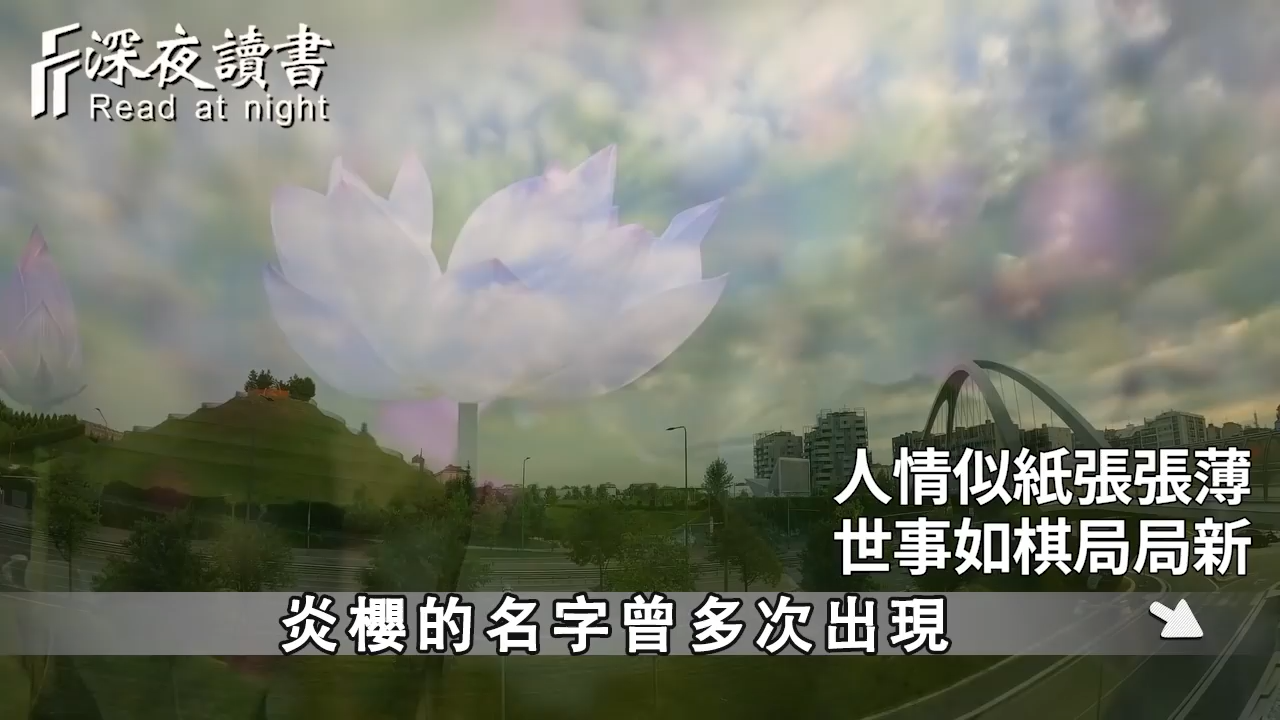 深夜讀書
Read at night
人情似紙張張薄
世事如棋局局新
炎櫻的名字曾多次出現